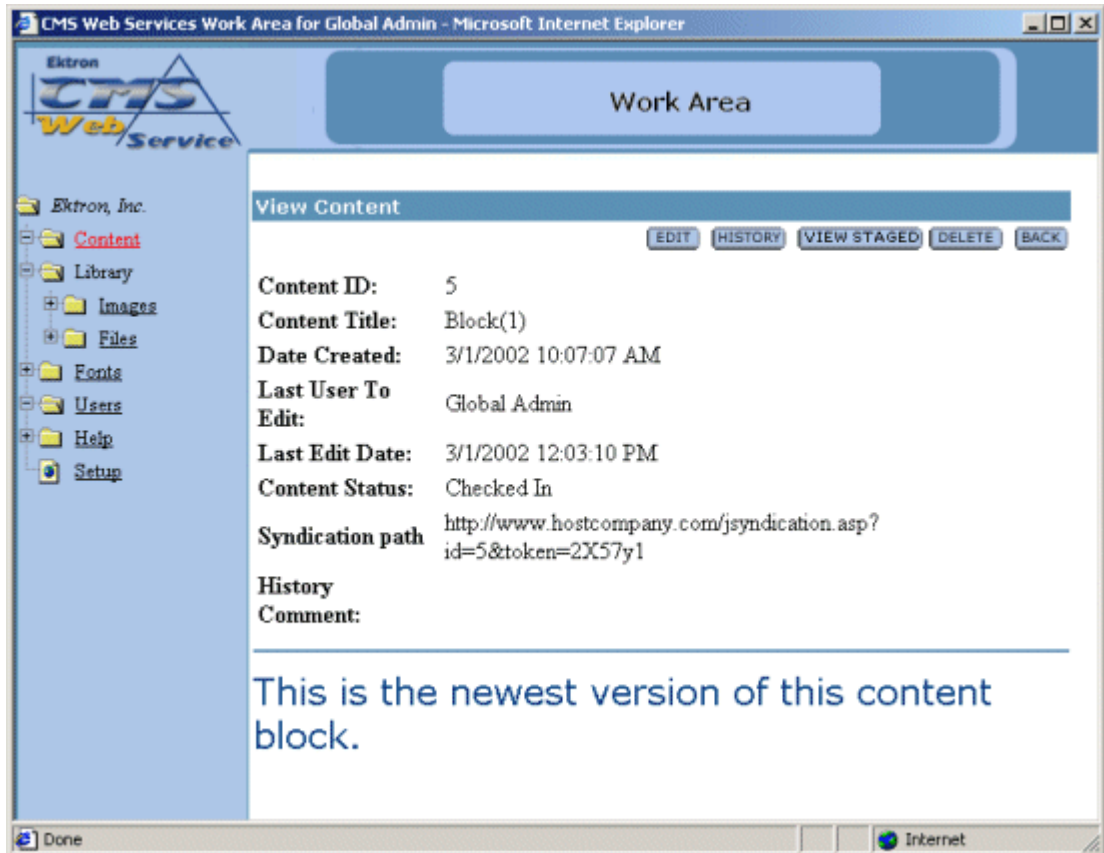 CMS Web Services Work Area for Global Admin - Microsoft Internet Explorer
Ektron
CMS
Web
Service
Work Area
Ektron, Inc.
Content
Library
Images
Files
Fonts
Users
Help
Setup
View Content
EDIT HISTORY VIEW STAGED DELETE BACK
Content ID: 5
Content Title: Block(1)
Date Created: 3/1/2002 10:07:07 AM
Last User To
Edit: Global Admin
Last Edit Date: 3/1/2002 12:03:10 PM
Content Status: Checked In
Syndication path http://www.hostcompany.com/jsyndication.asp?
id=5&token=2X57y1
History
Comment:
This is the newest version of this content
block.
Done
Internet